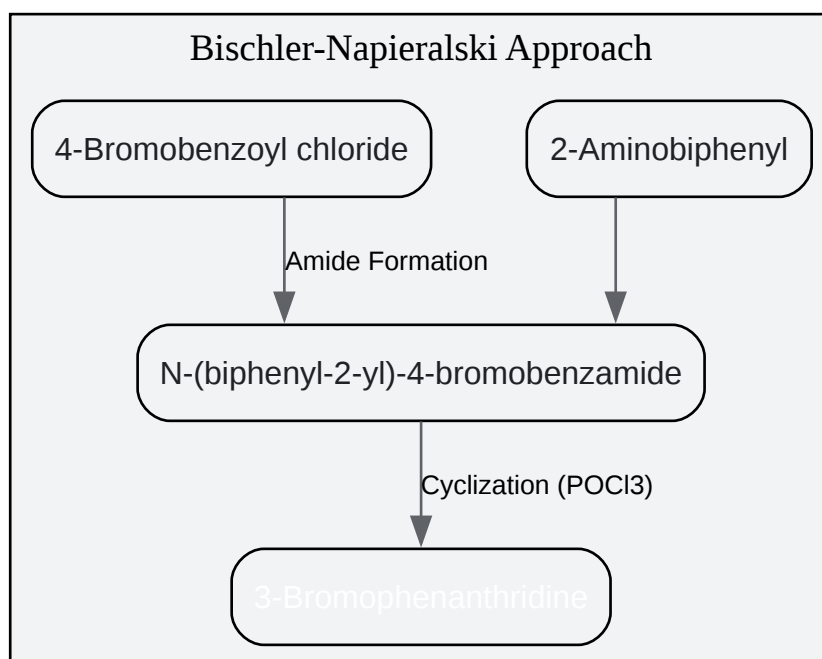 Bischler-Napieralski Approach
4-Bromobenzoyl chloride
2-Aminobiphenyl
Amide Formation
N-(biphenyl-2-yl)-4-bromobenzamide
Cyclization (POCl3)
3-Bromophenanthridine